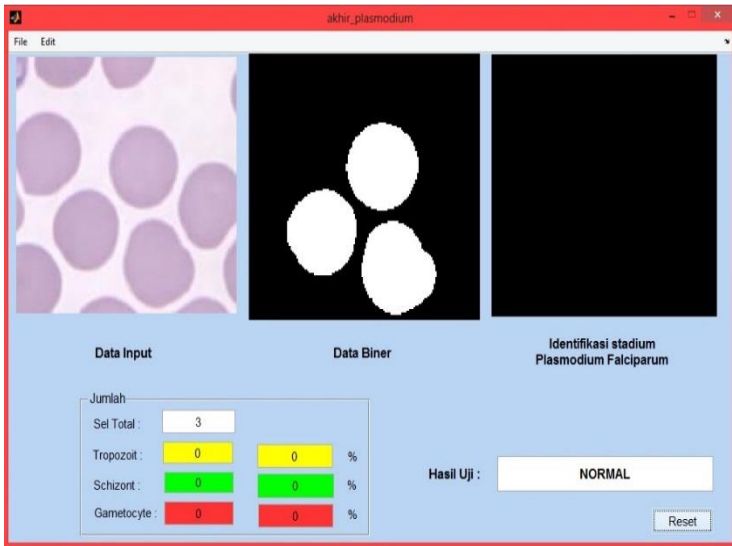 akhir_plasmodium
File Edit
Data Input
Data Biner
Identifikasi stadium
Plasmodium Falciparum
Jumlah
Sel Total : 3
Tropozoit : 0 0 %
Schizont : 0 0 %
Gametocyte : 0 0 %
Hasil Uji : NORMAL
Reset